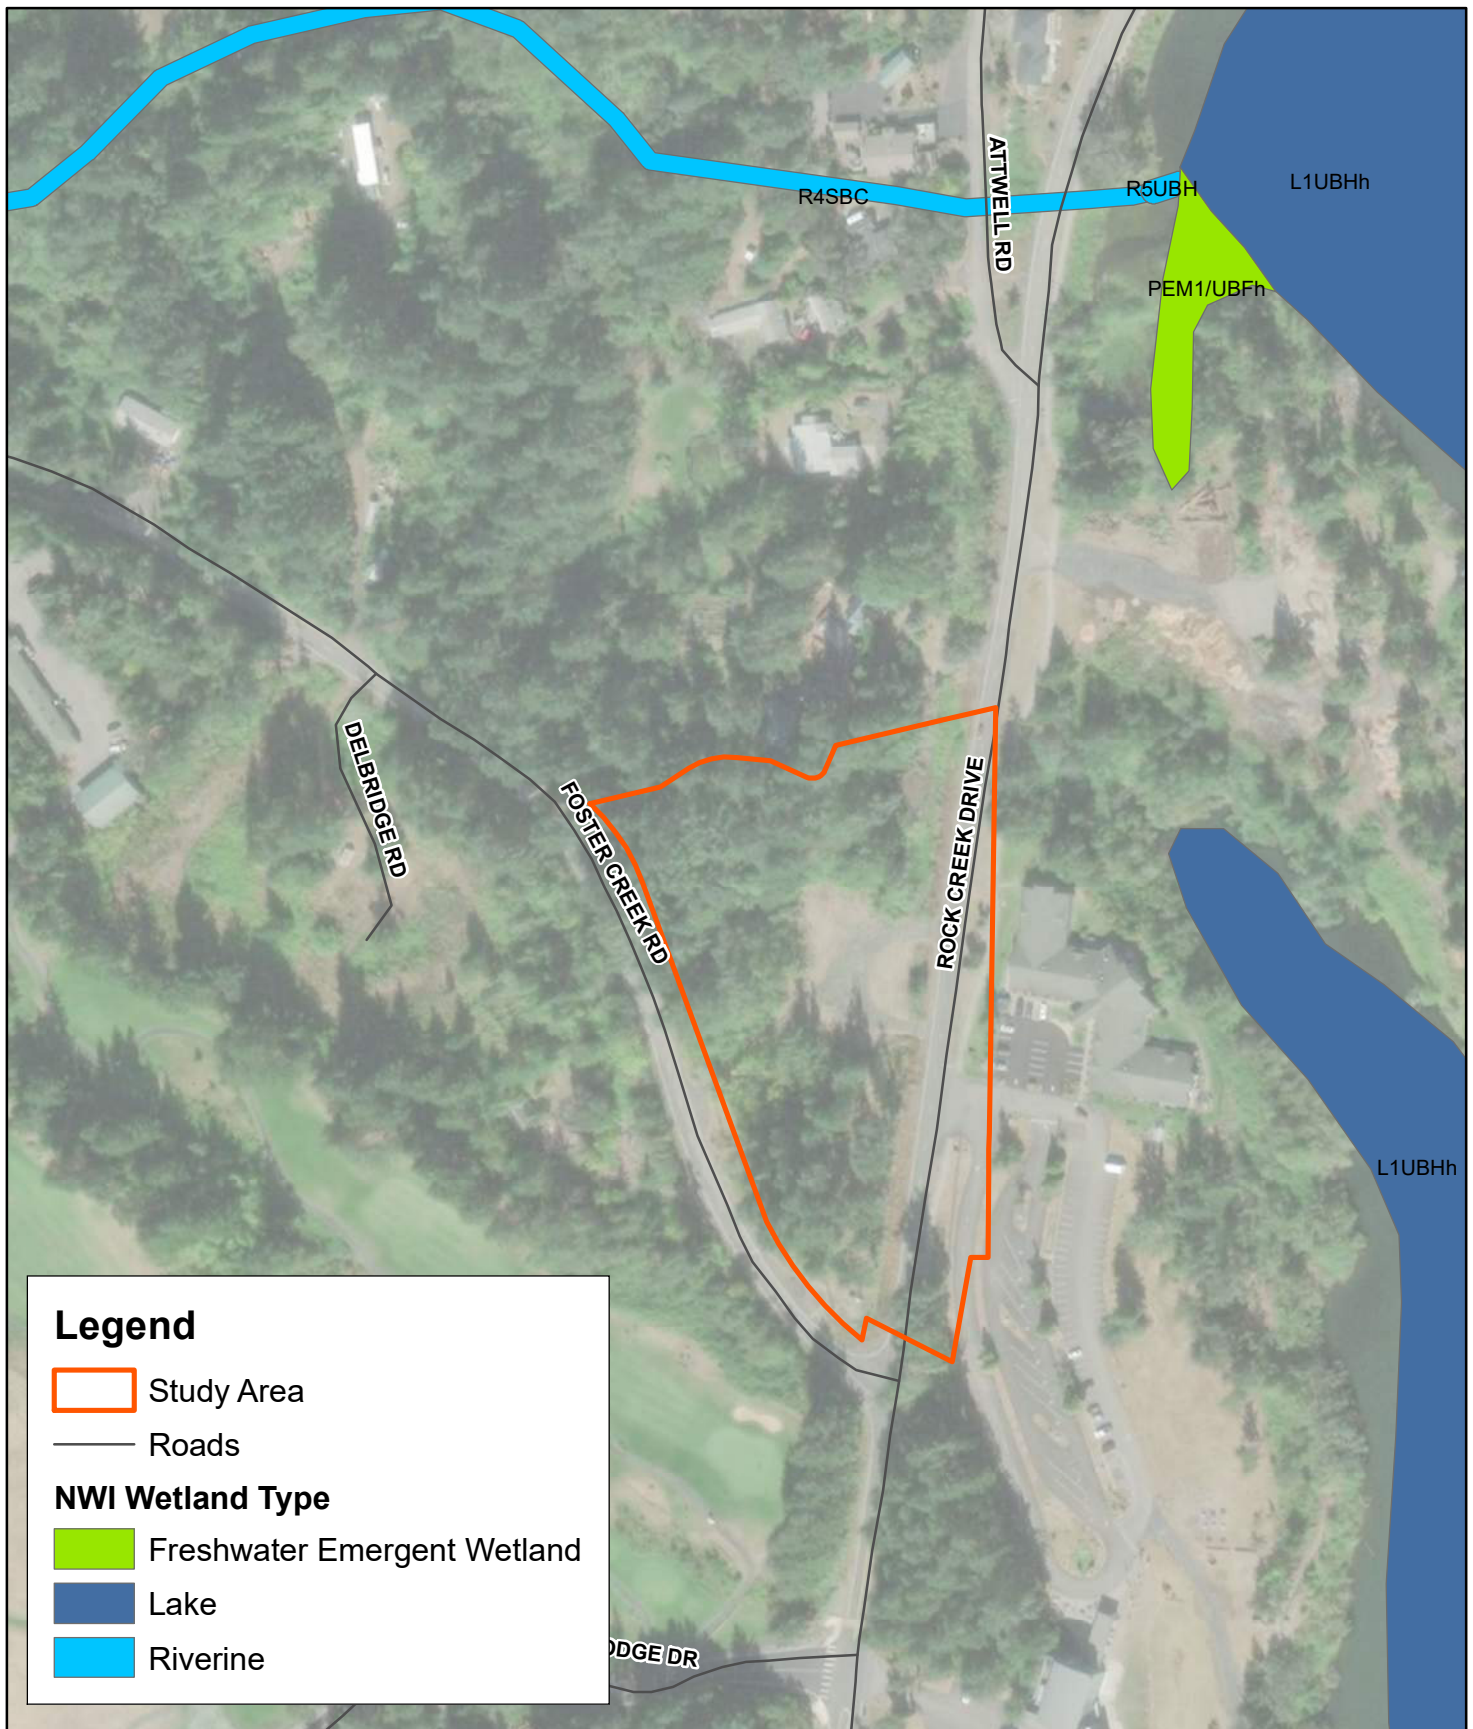 ATTWELL RD
R4SBC
R5UBH
L1UBHh
PEM1/UBFh
DELBRIDGE RD
FOSTER CREEK RD
ROCK CREEK DRIVE
L1UBHh
Legend
Study Area
Roads
NWI Wetland Type
Freshwater Emergent Wetland
Lake
Riverine
ODGE DR